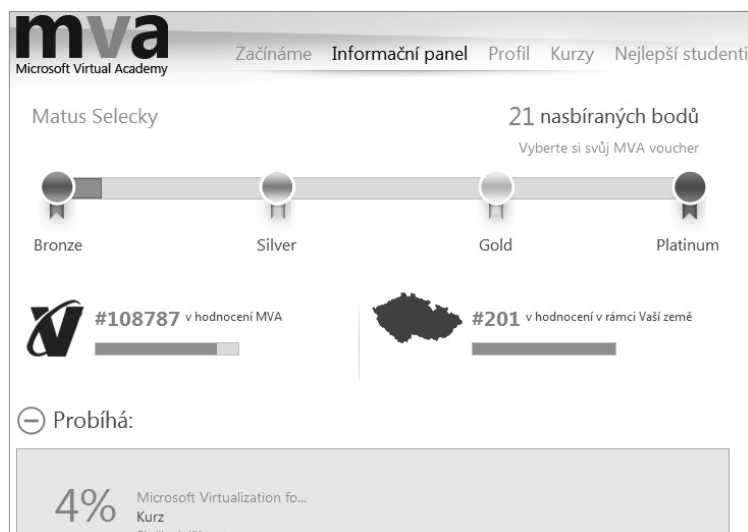 mva
Microsoft Virtual Academy
Začínáme Informační panel Profil Kurzy Nejlepší studenti
Matus Selecky
21 nasbíraných bodů
Vyberte si svůj MVA voucher
Bronze Silver Gold Platinum
#108787 v hodnocení MVA
#201 v hodnocení v rámci Vaší země
Probíhá:
4%
Microsoft Virtualization fo...
Kurz